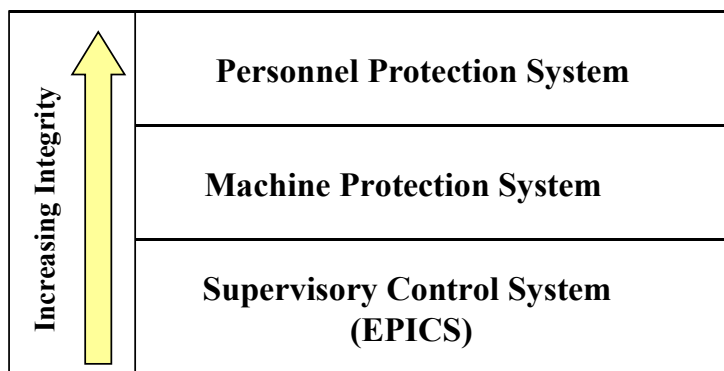 Increasing Integrity
Personnel Protection System
Machine Protection System
Supervisory Control System
(EPICS)